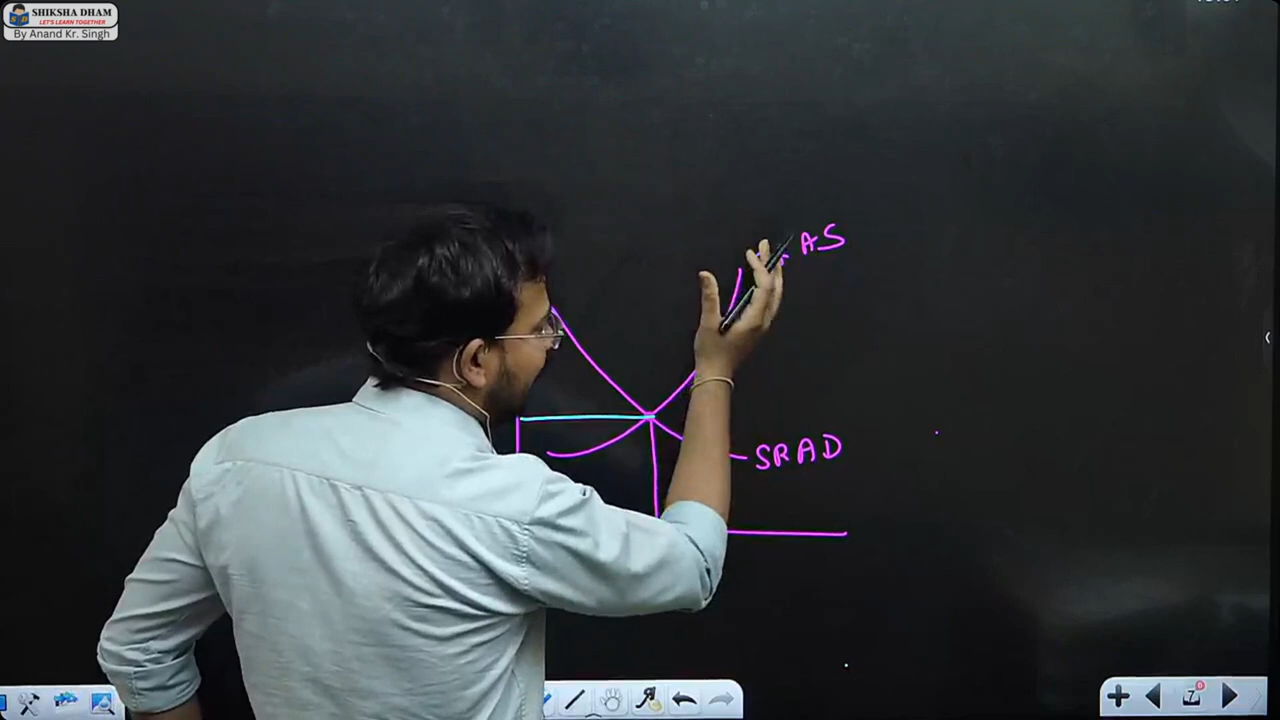 SHIKSHA DHAM
LET'S LEARN TOGETHER
By Anand Kr. Singh
AS
SRAD